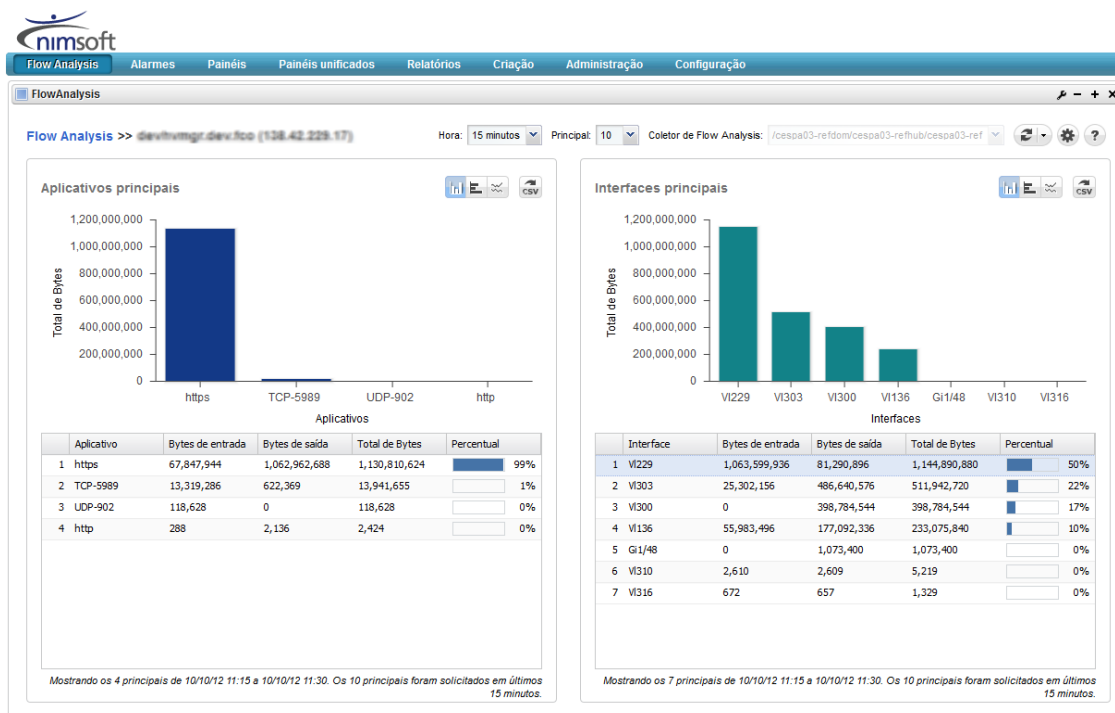 nimsoft
Flow Analysis Alarmes Painéis Painéis unificados Relatórios Criação Administração Configuração
FlowAnalysis
Flow Analysis >> (138.42.229.17) Hora: 15 minutos Principal: 10 Coletor de Flow Analysis: /cespa03-refdom/cespa03-refhub/cespa03-ref
Aplicativos principais
CSV
1,200,000,000
1,000,000,000
800,000,000
600,000,000
400,000,000
200,000,000
0
Total de Bytes
https TCP-5989 UDP-902 http
Aplicativos
Aplicativo Bytes de entrada Bytes de saída Total de Bytes Percentual
1 https 67,847,944 1,062,962,688 1,130,810,624 99%
2 TCP-5989 13,319,286 622,369 13,941,655 1%
3 UDP-902 118,628 0 118,628 0%
4 http 288 2,136 2,424 0%
Mostrando os 4 principais de 10/10/12 11:15 a 10/10/12 11:30. Os 10 principais foram solicitados em últimos
15 minutos.
Interfaces principais
CSV
1,200,000,000
1,000,000,000
800,000,000
600,000,000
400,000,000
200,000,000
0
Total de Bytes
Vl229 Vl303 Vl300 Vl136 Gi1/48 Vl310 Vl316
Interfaces
Interface Bytes de entrada Bytes de saída Total de Bytes Percentual
1 Vl229 1,063,599,936 81,290,896 1,144,890,880 50%
2 Vl303 25,302,156 486,640,576 511,942,720 22%
3 Vl300 0 398,784,544 398,784,544 17%
4 Vl136 55,983,496 177,092,336 233,075,840 10%
5 Gi1/48 0 1,073,400 1,073,400 0%
6 Vl310 2,610 2,609 5,219 0%
7 Vl316 672 657 1,329 0%
Mostrando os 7 principais de 10/10/12 11:15 a 10/10/12 11:30. Os 10 principais foram solicitados em últimos
15 minutos.